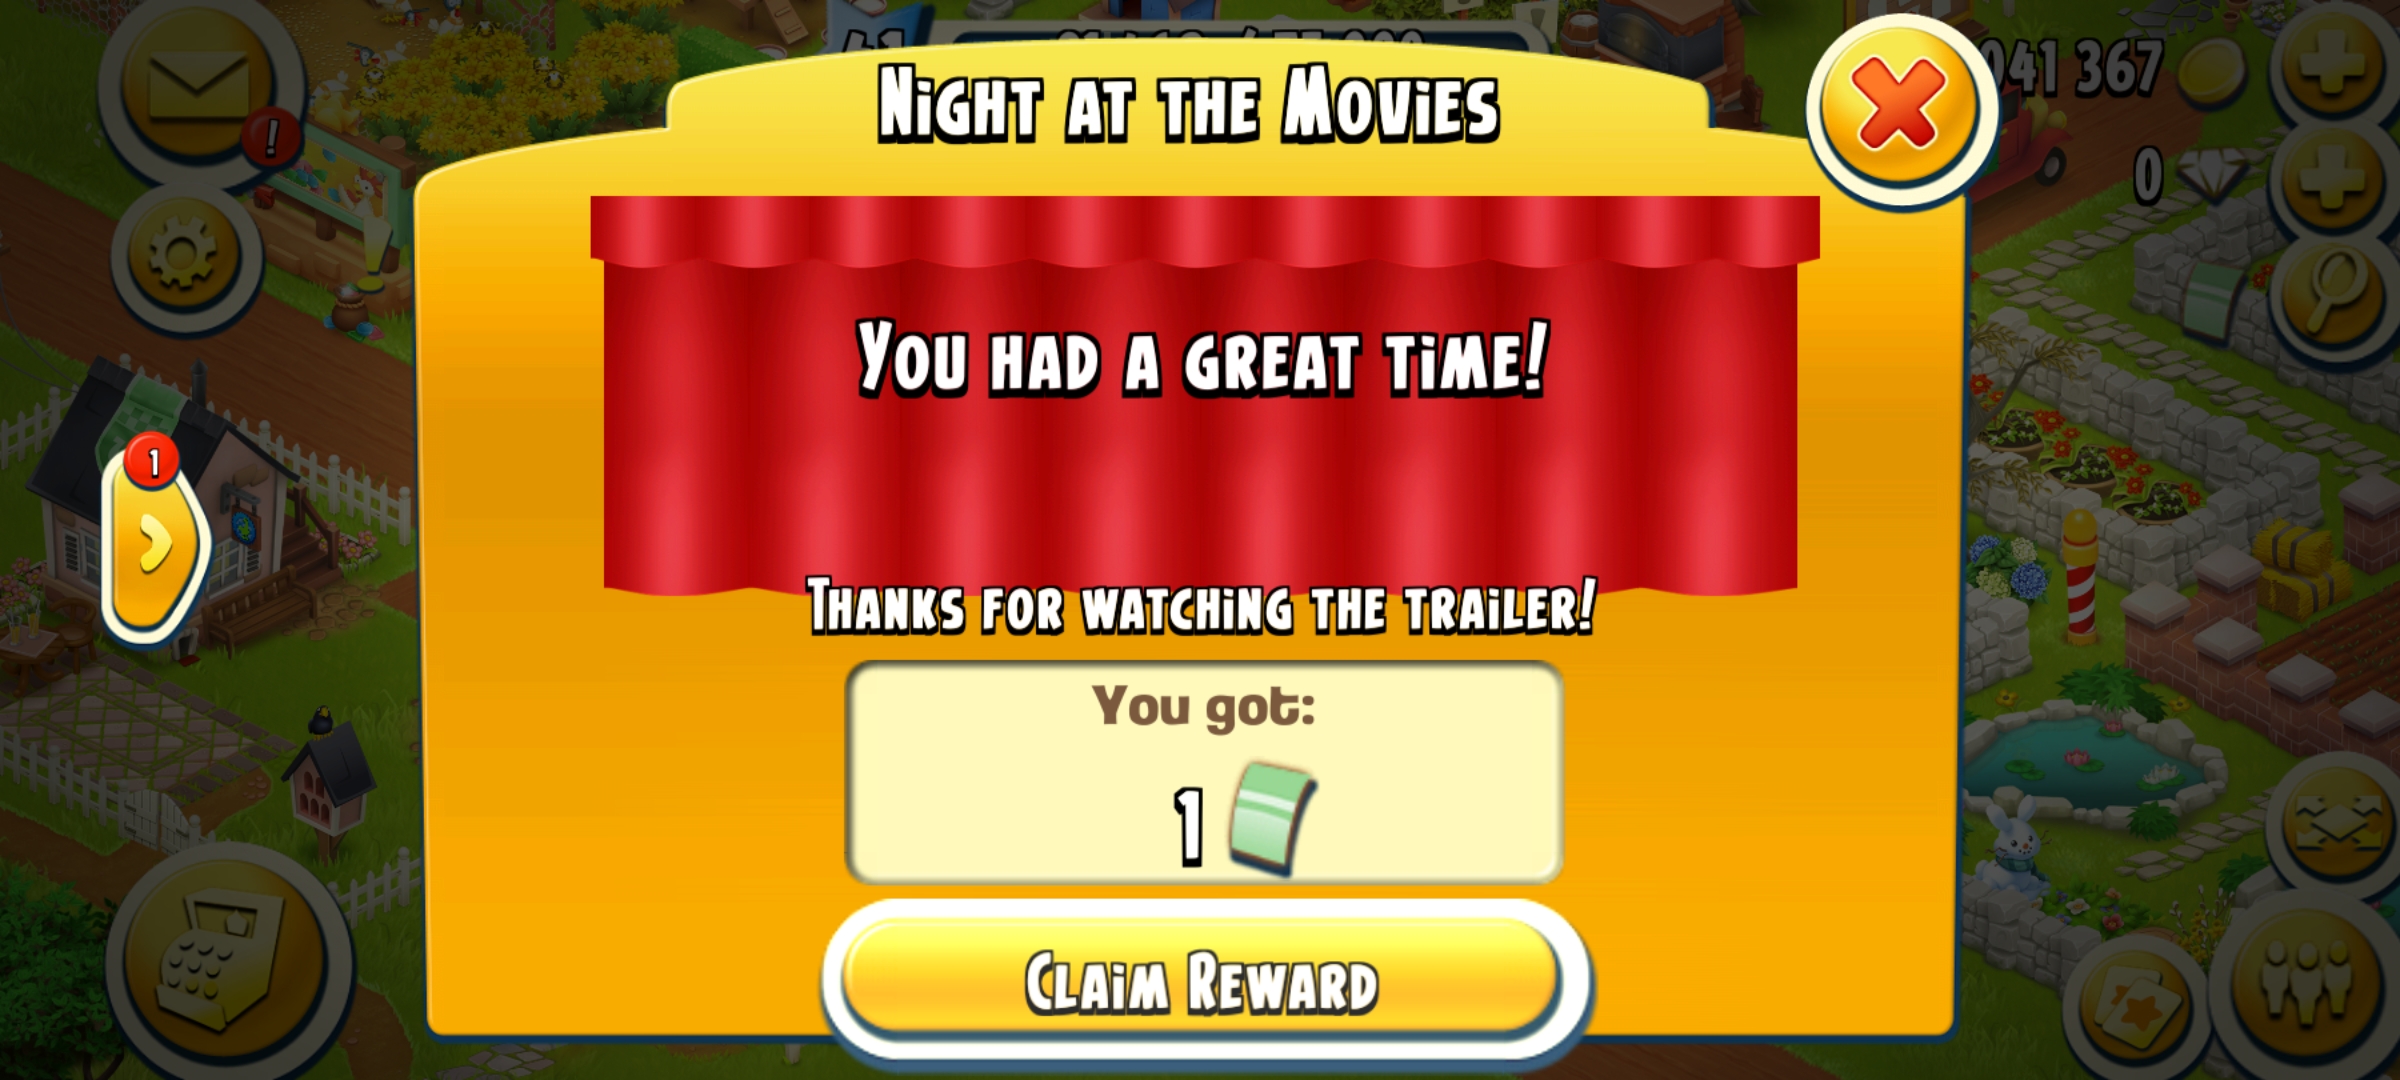 Night at the Movies
041 367
!
0
You had a great time!
1
Thanks for watching the trailer!
You got:
1
Claim Reward